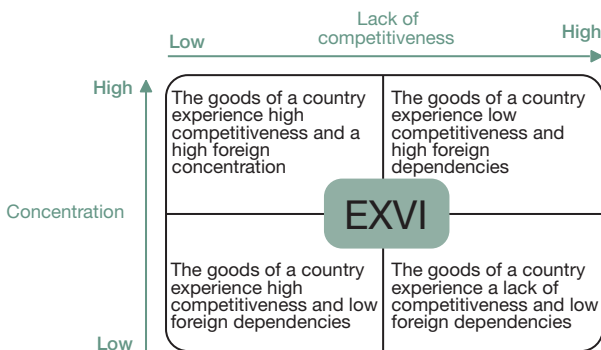 Lack of
competitiveness
Low
High
High
Concentration
Low
The goods of a country
experience high
competitiveness and a
high foreign
concentration
The goods of a country
experience low
competitiveness and
high foreign
dependencies
EXVI
The goods of a country
experience high
competitiveness and low
foreign dependencies
The goods of a country
experience a lack of
competitiveness and low
foreign dependencies